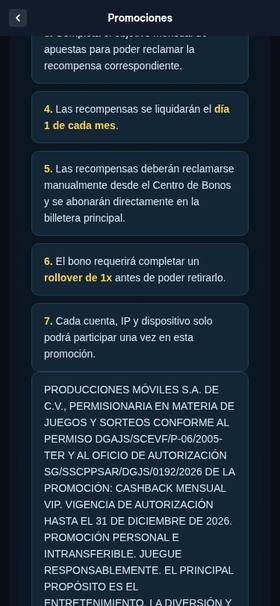 Promociones
3. Completa el objetivo mensual de
apuestas para poder reclamar la
recompensa correspondiente.
4. Las recompensas se liquidarán el día
1 de cada mes.
5. Las recompensas deberán reclamarse
manualmente desde el Centro de Bonos
y se abonarán directamente en la
billetera principal.
6. El bono requerirá completar un
rollover de 1x antes de poder retirarlo.
7. Cada cuenta, IP y dispositivo solo
podrá participar una vez en esta
promoción.
PRODUCCIONES MÓVILES S.A. DE
C.V., PERMISIONARIA EN MATERIA DE
JUEGOS Y SORTEOS CONFORME AL
PERMISO DGAJS/SCEVF/P-06/2005-
TER Y AL OFICIO DE AUTORIZACIÓN
SG/SSCPPSAR/DGJS/0192/2026 DE LA
PROMOCIÓN: CASHBACK MENSUAL
VIP. VIGENCIA DE AUTORIZACIÓN
HASTA EL 31 DE DICIEMBRE DE 2026.
PROMOCIÓN PERSONAL E
INTRANSFERIBLE. JUEGUE
RESPONSABLEMENTE. EL PRINCIPAL
PROPÓSITO ES EL
ENTRETENIMIENTO, LA DIVERSIÓN Y